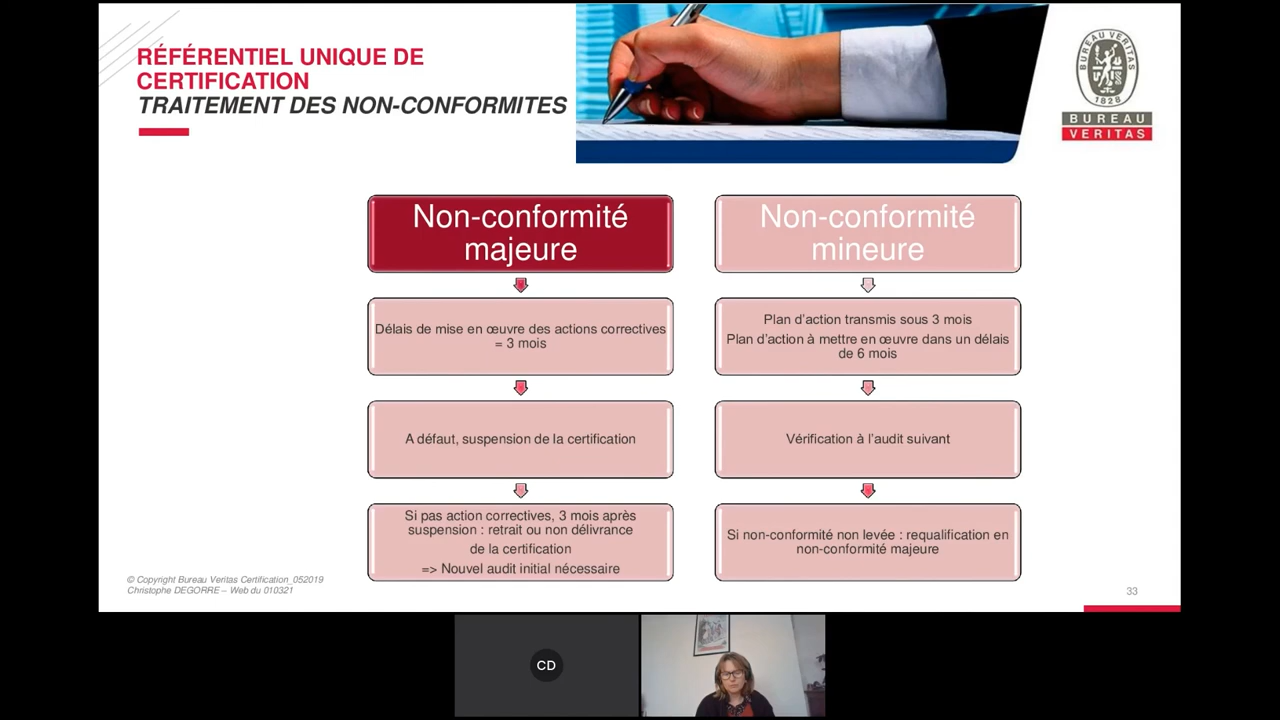 RÉFÉRENTIEL UNIQUE DE
CERTIFICATION
TRAITEMENT DES NON-CONFORMITES
BUREAU VERITAS
1828
BUREAU
VERITAS
Non-conformité
majeure
Délais de mise en œuvre des actions correctives
= 3 mois
A défaut, suspension de la certification
Si pas action correctives, 3 mois après
suspension : retrait ou non délivrance
de la certification
=> Nouvel audit initial nécessaire
Non-conformité
mineure
Plan d'action transmis sous 3 mois
Plan d'action à mettre en œuvre dans un délais
de 6 mois
Vérification à l'audit suivant
Si non-conformité non levée : requalification en
non-conformité majeure
© Copyright Bureau Veritas Certification_052019
Christophe DEGORRE – Web du 010321
33
CD